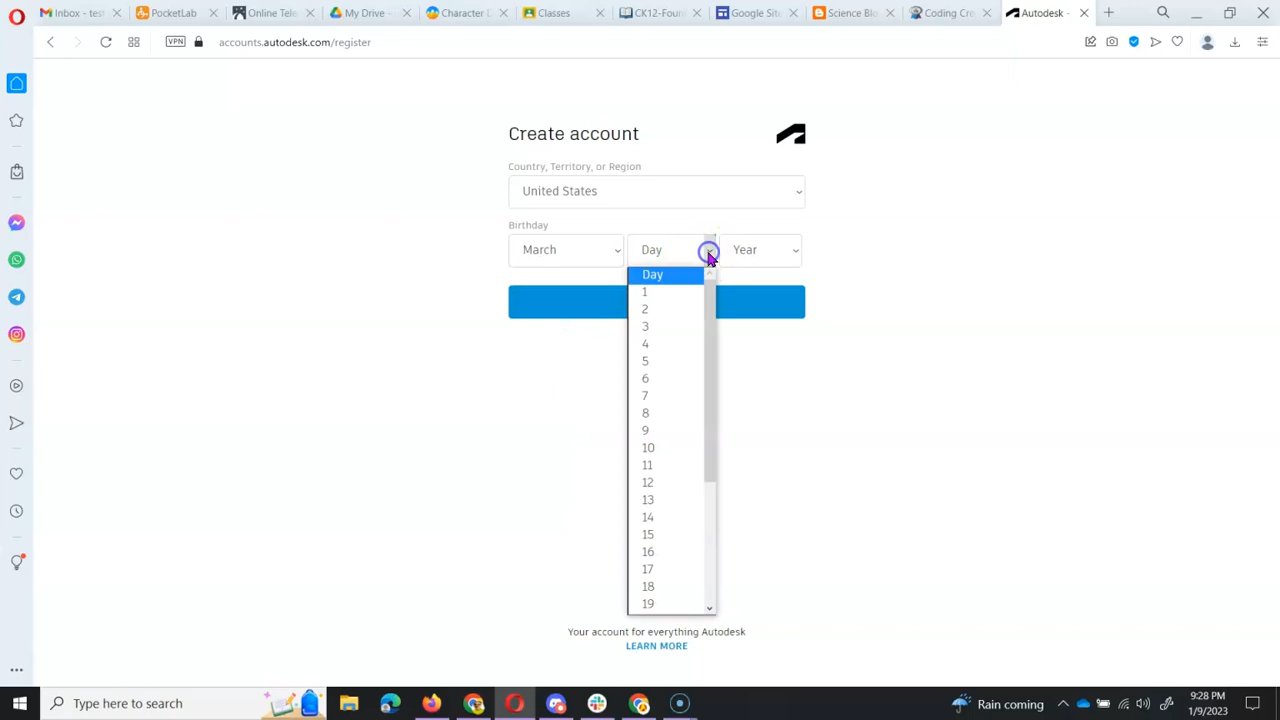 Inbox - test
PocketLab
Online Tele
My Drive -
Character D
Classes
CK12-Foun
Google Site
Science Blo
Coding Cre
Autodesk -
VPN
accounts.autodesk.com/register
Create account
Country, Territory, or Region
United States
Birthday
March
Day
Year
Day
1
2
3
4
5
6
7
8
9
10
11
12
13
14
15
16
17
18
19
Your account for everything Autodesk
LEARN MORE
Type here to search
Rain coming
9:28 PM
1/9/2023